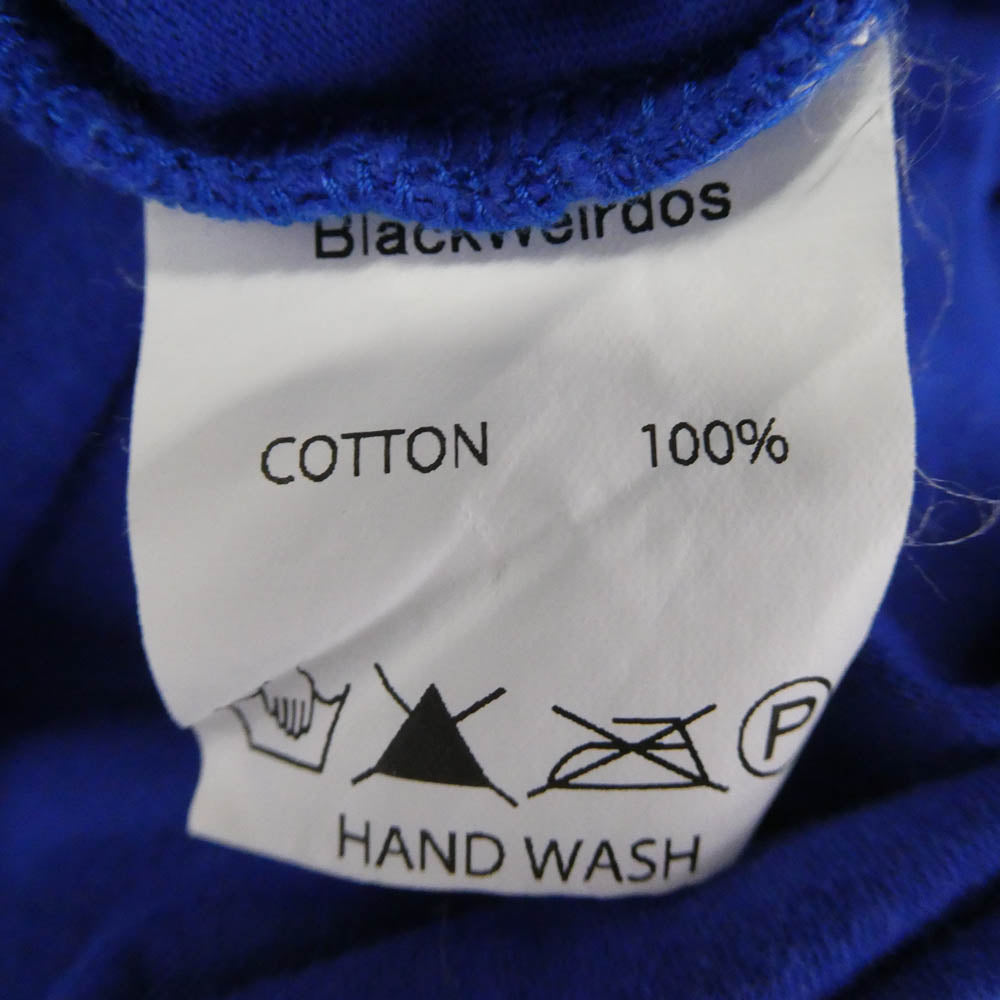 BlackWeirdos
COTTON 100%
P
HAND WASH